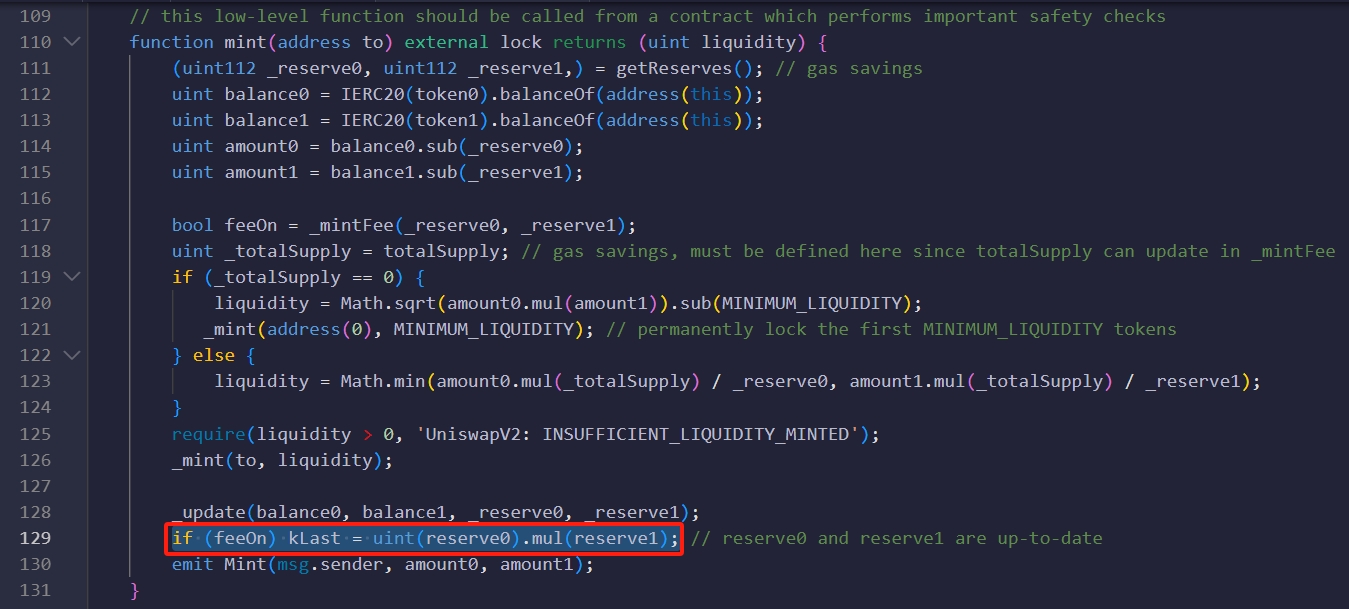 109 // this low-level function should be called from a contract which performs important safety checks
110 function mint(address to) external lock returns (uint liquidity) {
111 (uint112 _reserve0, uint112 _reserve1,) = getReserves(); // gas savings
112 uint balance0 = IERC20(token0).balanceOf(address(this));
113 uint balance1 = IERC20(token1).balanceOf(address(this));
114 uint amount0 = balance0.sub(_reserve0);
115 uint amount1 = balance1.sub(_reserve1);
116
117 bool feeOn = _mintFee(_reserve0, _reserve1);
118 uint _totalSupply = totalSupply; // gas savings, must be defined here since totalSupply can update in _mintFee
119 if (_totalSupply == 0) {
120 liquidity = Math.sqrt(amount0.mul(amount1)).sub(MINIMUM_LIQUIDITY);
121 _mint(address(0), MINIMUM_LIQUIDITY); // permanently lock the first MINIMUM_LIQUIDITY tokens
122 } else {
123 liquidity = Math.min(amount0.mul(_totalSupply) / _reserve0, amount1.mul(_totalSupply) / _reserve1);
124 }
125 require(liquidity > 0, 'UniswapV2: INSUFFICIENT_LIQUIDITY_MINTED');
126 _mint(to, liquidity);
127
128 _update(balance0, balance1, _reserve0, _reserve1);
129 if (feeOn) kLast = uint(reserve0).mul(reserve1); // reserve0 and reserve1 are up-to-date
130 emit Mint(msg.sender, amount0, amount1);
131 }